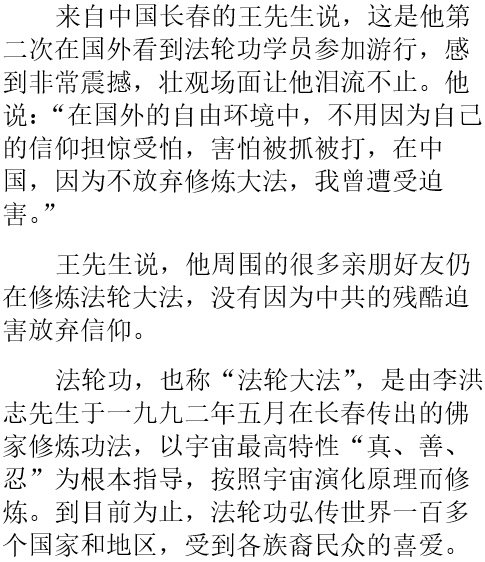 来自中国长春的王先生说，这是他第
二次在国外看到法轮功学员参加游行，感
到非常震撼，壮观场面让他泪流不止。他
说：“在国外的自由环境中，不用因为自己
的信仰担惊受怕，害怕被抓被打，在中
国，因为不放弃修炼大法，我曾遭受迫
害。”
王先生说，他周围的很多亲朋好友仍
在修炼法轮大法，没有因为中共的残酷迫
害放弃信仰。
法轮功，也称“法轮大法”，是由李洪
志先生于一九九二年五月在长春传出的佛
家修炼功法，以宇宙最高特性“真、善、
忍”为根本指导，按照宇宙演化原理而修
炼。到目前为止，法轮功弘传世界一百多
个国家和地区，受到各族裔民众的喜爱。